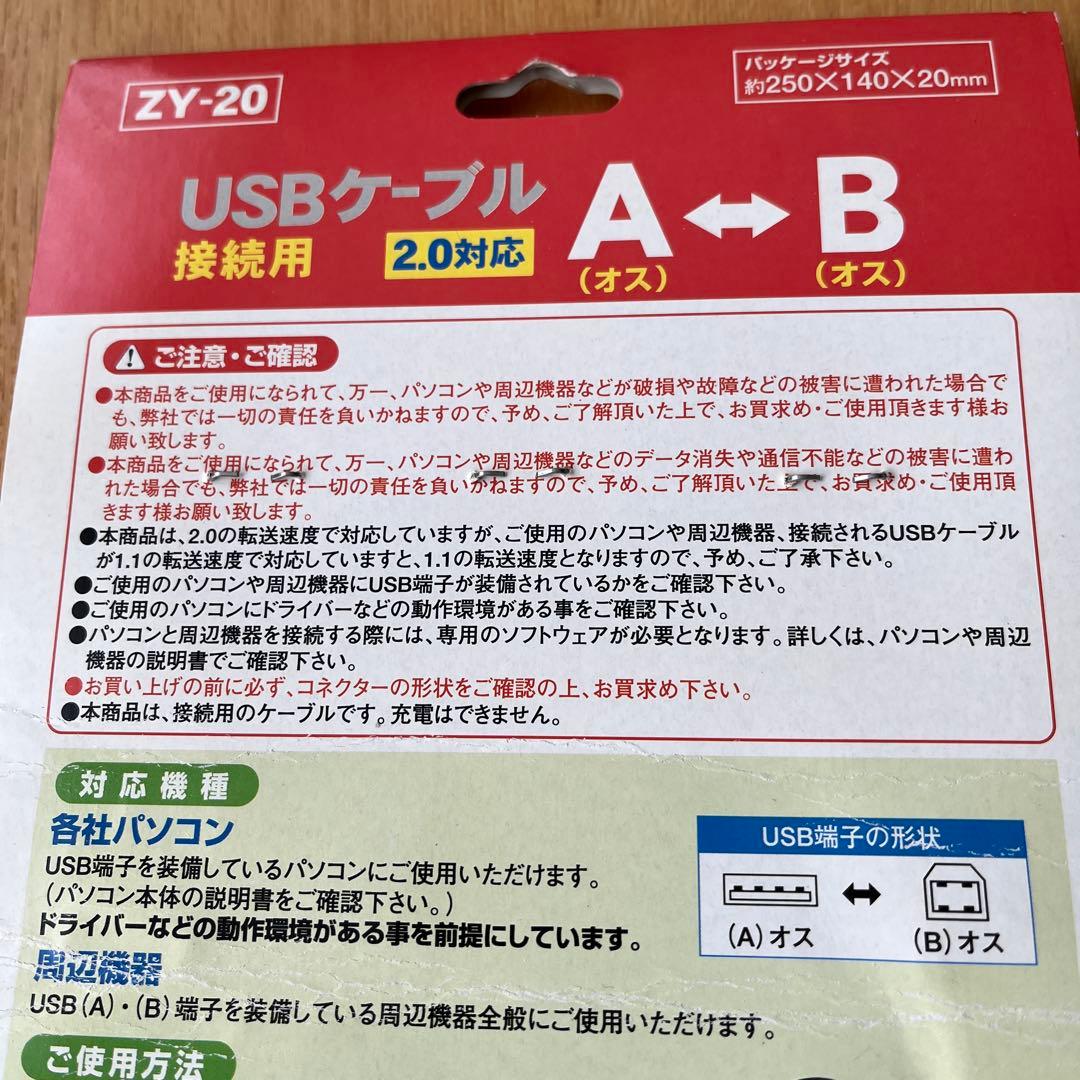 ZY-20
パッケージサイズ
約250×140×20mm
USBケーブル
接続用
2.0対応
A ↔ B
(オス)
(オス)
ご注意・ご確認
●本商品をご使用になられて、万一、パソコンや周辺機器などが破損や故障などの被害に遭われた場合で
も、弊社では一切の責任を負いかねますので、予め、ご了解頂いた上で、お買求め・ご使用頂きます様お
願い致します。
●本商品をご使用になられて、万一、パソコンや周辺機器などのデータ消失や通信不能などの被害に遭わ
れた場合でも、弊社では一切の責任を負いかねますので、予め、ご了解頂いた上で、お買求め・ご使用頂
きます様お願い致します。
●本商品は、2.0の転送速度で対応していますが、ご使用のパソコンや周辺機器、接続されるUSBケーブル
が1.1の転送速度で対応していますと、1.1の転送速度となりますので、予め、ご了承下さい。
●ご使用のパソコンや周辺機器にUSB端子が装備されているかをご確認下さい。
●ご使用のパソコンにドライバーなどの動作環境がある事をご確認下さい。
●パソコンと周辺機器を接続する際には、専用のソフトウェアが必要となります。詳しくは、パソコンや周辺
機器の説明書でご確認下さい。
●お買い上げの前に必ず、コネクターの形状をご確認の上、お買求め下さい。
●本商品は、接続用のケーブルです。充電はできません。
対応機種
各社パソコン
USB端子を装備しているパソコンにご使用いただけます。
(パソコン本体の説明書をご確認下さい。)
ドライバーなどの動作環境がある事を前提にしています。
周辺機器
USB(A)・(B)端子を装備している周辺機器全般にご使用いただけます。
USB端子の形状
↔
(A)オス
(B)オス
ご使用方法